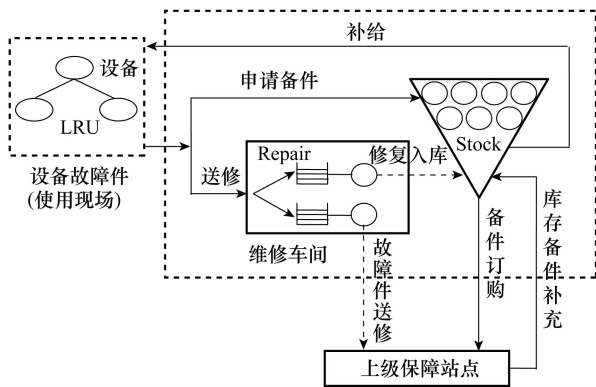 补给
设备
LRU
申请备件
Stock
设备故障件
(使用现场)
送修
Repair
修复入库
维修车间
故障件送修
备件订购
库存备件补充
上级保障站点